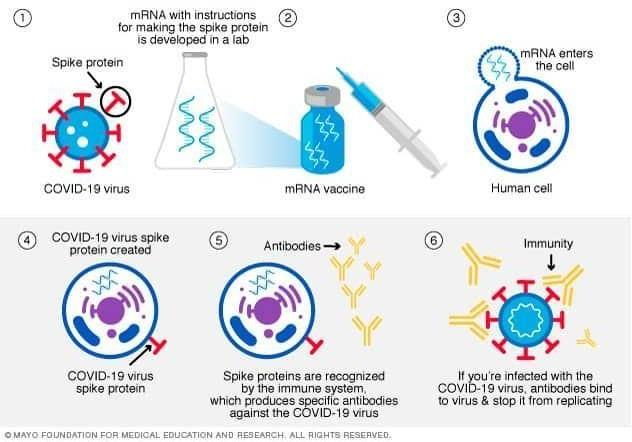 1
mRNA with instructions
for making the spike protein
is developed in a lab
Spike protein
COVID-19 virus
2
mRNA vaccine
3
mRNA enters
the cell
Human cell
4
COVID-19 virus spike
protein created
COVID-19 virus
spike protein
5
Antibodies
Spike proteins are recognized
by the immune system,
which produces specific antibodies
against the COVID-19 virus
6
Immunity
If you're infected with the
COVID-19 virus, antibodies bind
to virus & stop it from replicating
© MAYO FOUNDATION FOR MEDICAL EDUCATION AND RESEARCH. ALL RIGHTS RESERVED.